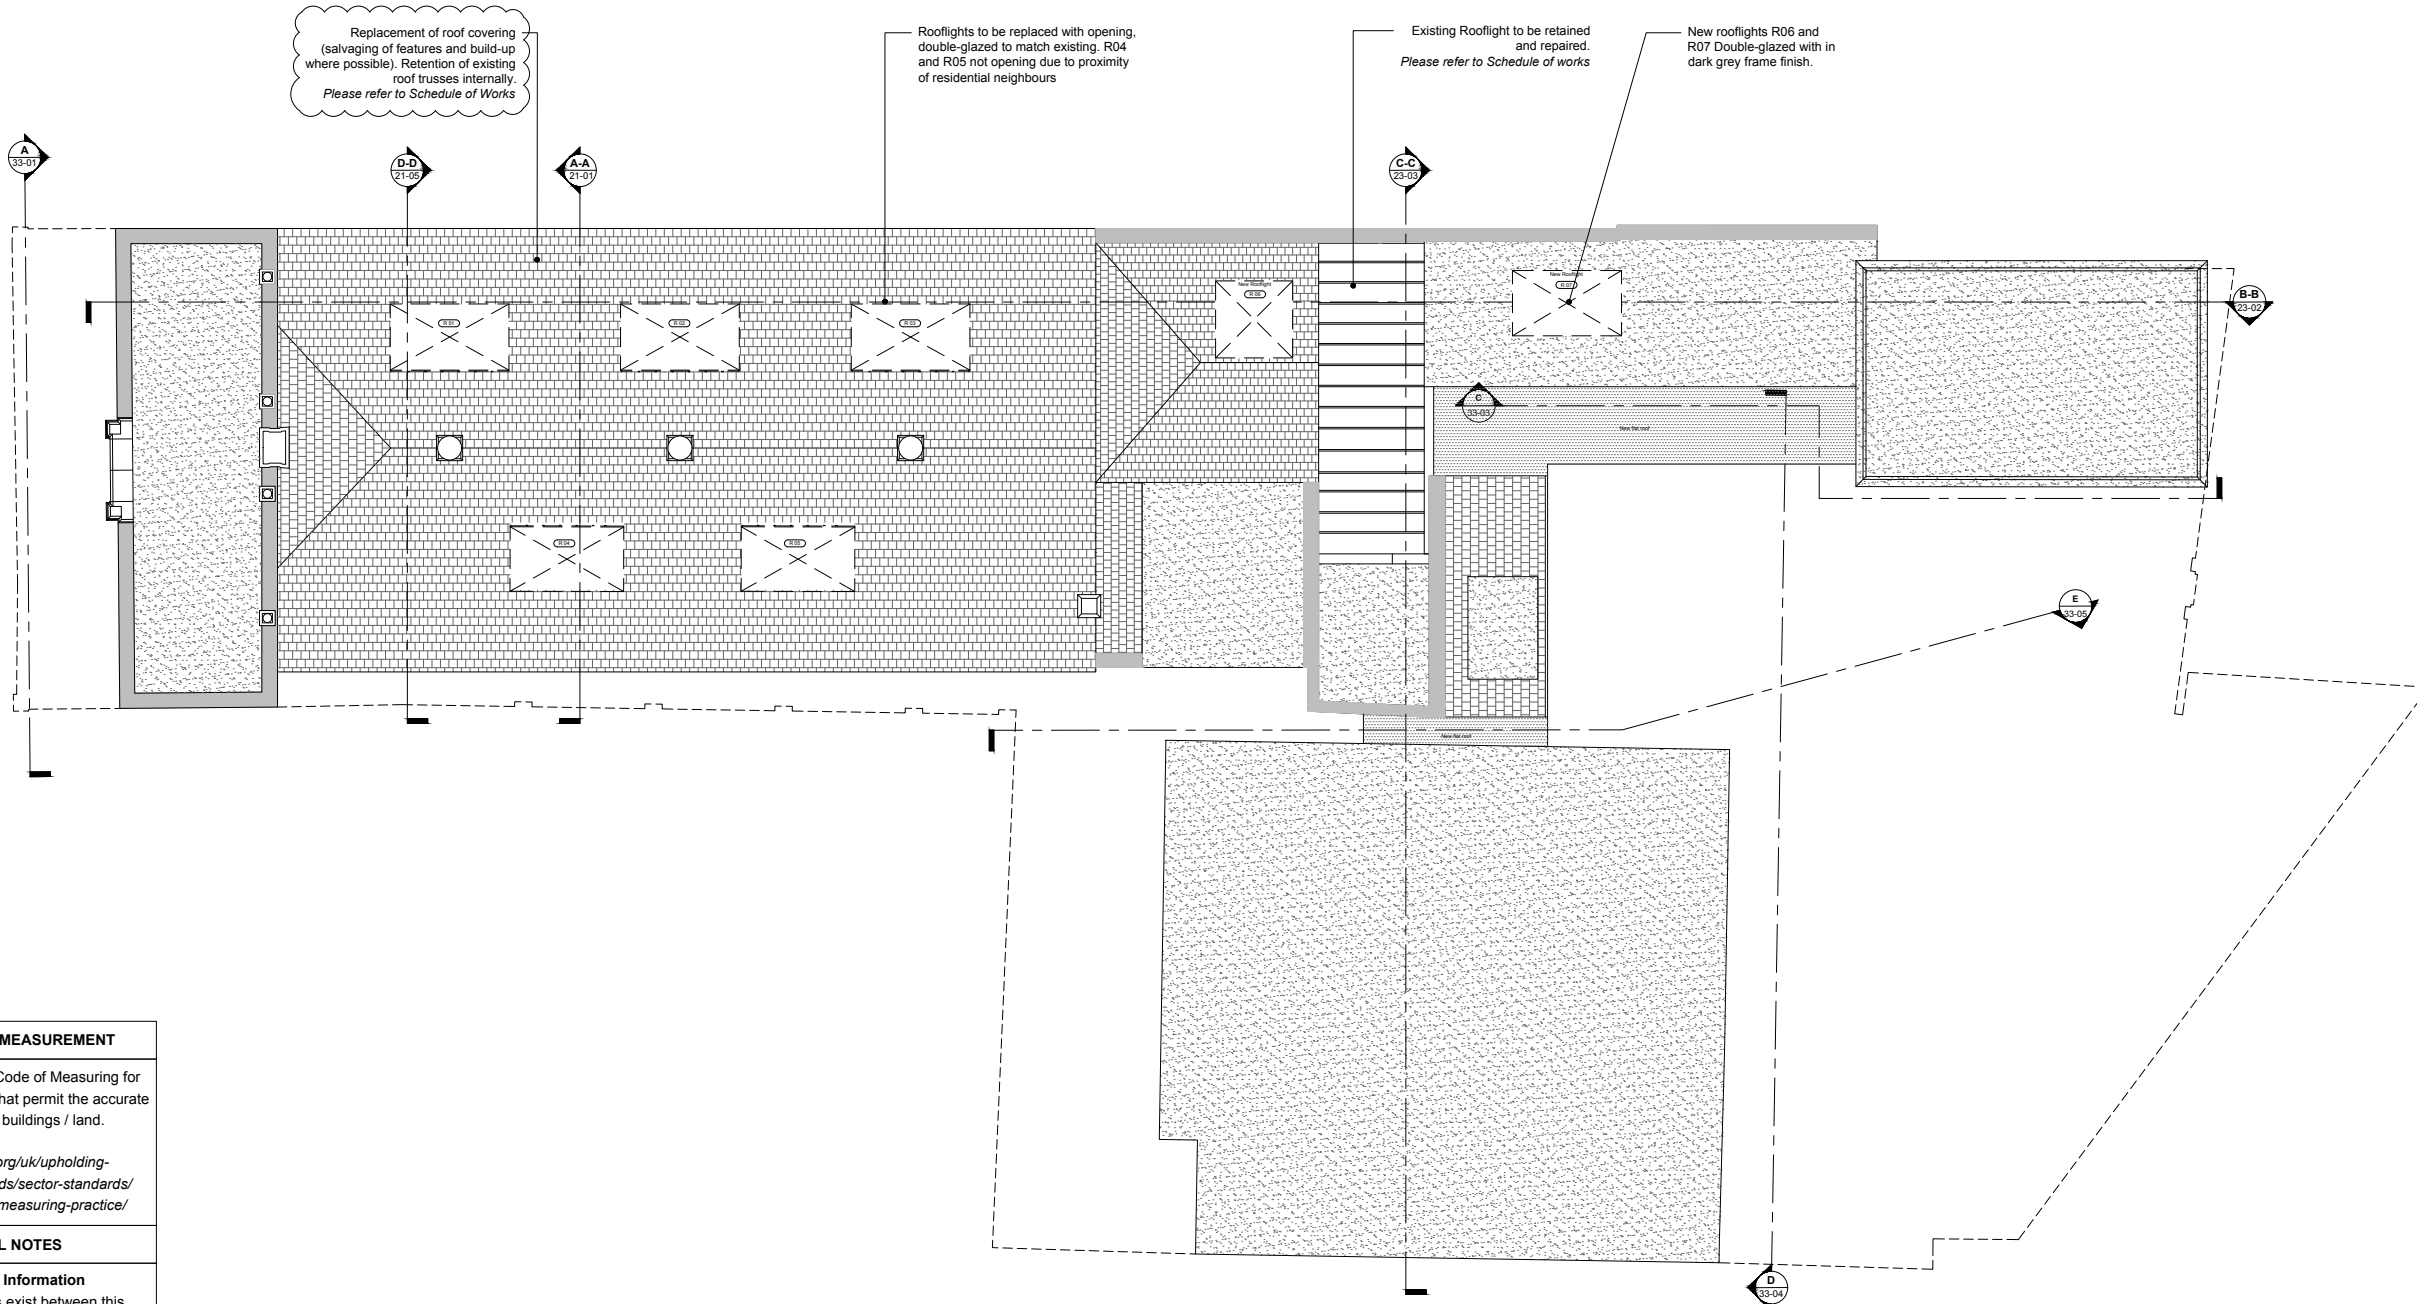 Replacement of roof covering
(salvaging of features and build-up
where possible). Retention of existing
roof trusses internally.
Please refer to Schedule of Works
Rooflights to be replaced with opening,
double-glazed to match existing. R04
and R05 not opening due to proximity
of residential neighbours
Existing Rooflight to be retained
and repaired.
Please refer to Schedule of works
New rooflights R06 and
R07 Double-glazed with in
dark grey frame finish.
A
33-01
D-D
21-05
A-A
21-01
C-C
23-03
New Rooflight
R 06
New Rooflight
R 07
B-B
23-02
R 01
R 02
R 03
C
33-03
New flat roof
R 04
R 05
E
33-05
New flat roof
D
33-04
MEASUREMENT
Code of Measuring for
that permit the accurate
buildings / land.
org/uk/upholding-
ds/sector-standards/
measuring-practice/
L NOTES
Information
s exist between this